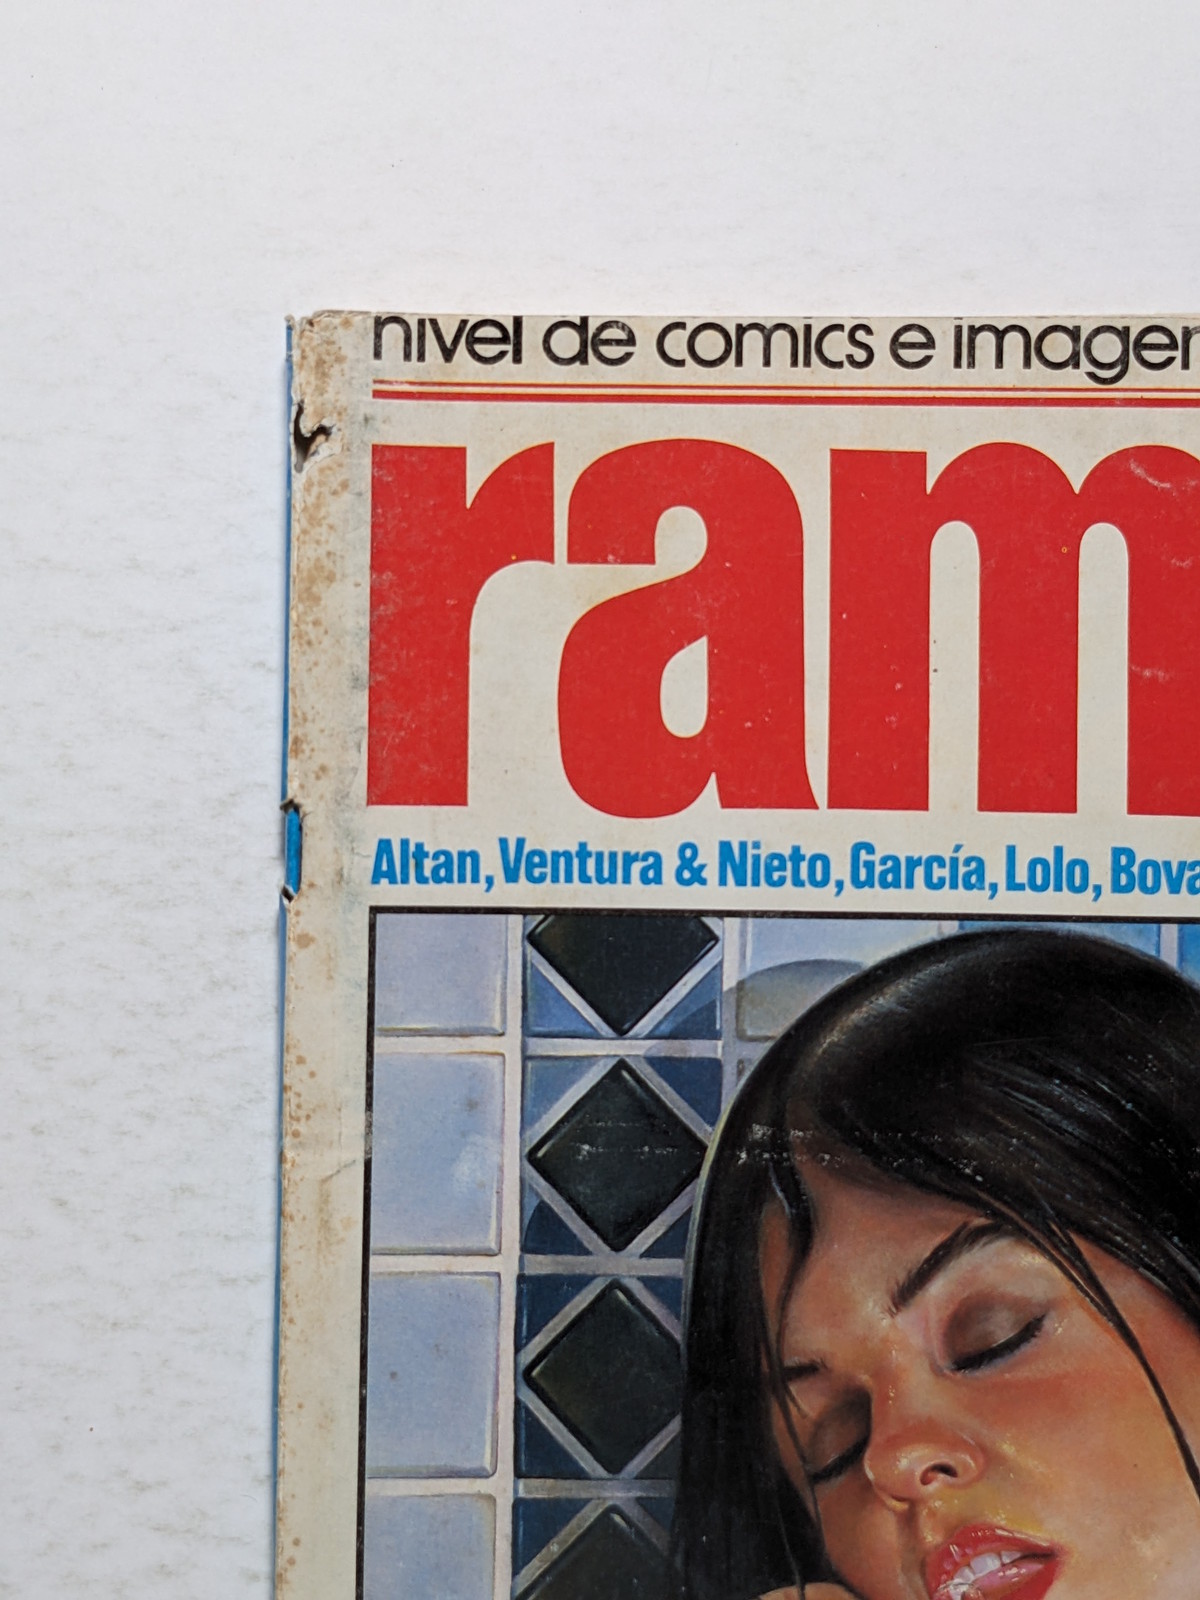 nivel de comics e imagen
ram
Altan, Ventura & Nieto, García, Lolo, Bova